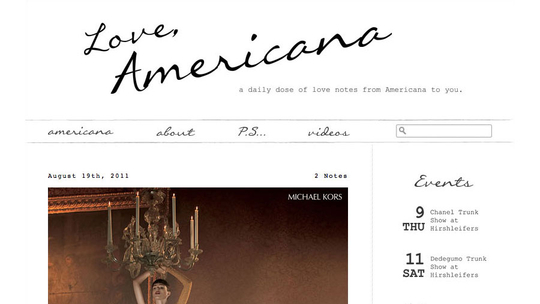 Love,
Americana
a daily dose of love notes from Americana to you.
americana about P.S... videos
August 19th, 2011 2 Notes
MICHAEL KORS
Events
9 THU
Chanel Trunk
Show at
Hirshleifers
11 SAT
Dedegumo Trunk
Show at
Hirshleifers